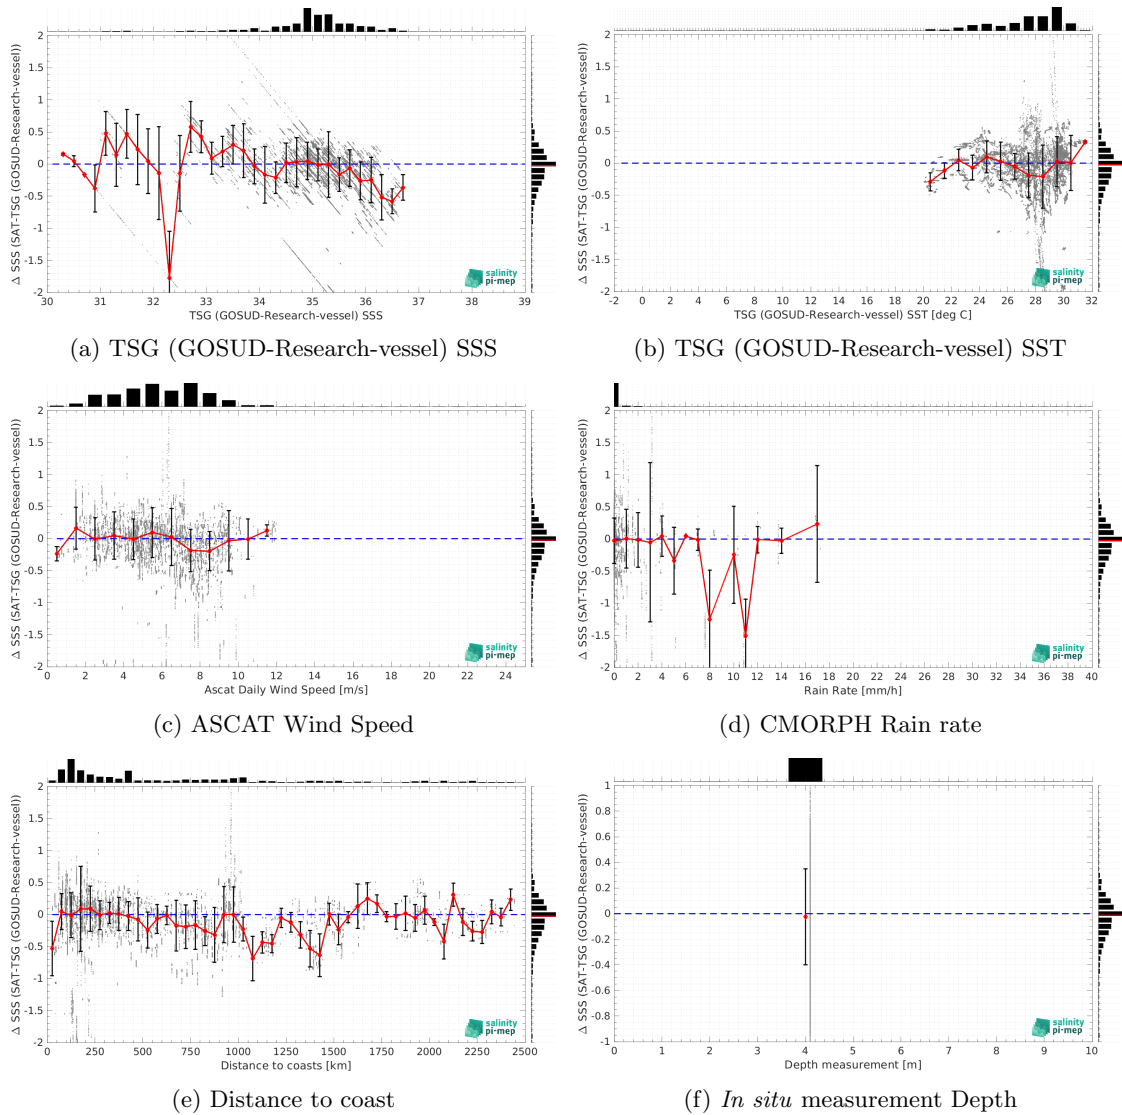 Δ SSS (SAT-TSG (GOSUD-Research-vessel))
2
1.5
1
0.5
0
-0.5
-1
-1.5
-2
salinity
pi-mep
30 31 32 33 34 35 36 37 38 39
TSG (GOSUD-Research-vessel) SSS
(a) TSG (GOSUD-Research-vessel) SSS
Δ SSS (SAT-TSG (GOSUD-Research-vessel))
2
1.5
1
0.5
0
-0.5
-1
-1.5
-2
salinity
pi-mep
-2 0 2 4 6 8 10 12 14 16 18 20 22 24 26 28 30 32
TSG (GOSUD-Research-vessel) SST [deg C]
(b) TSG (GOSUD-Research-vessel) SST
Δ SSS (SAT-TSG (GOSUD-Research-vessel))
2
1.5
1
0.5
0
-0.5
-1
-1.5
-2
salinity
pi-mep
0 2 4 6 8 10 12 14 16 18 20 22 24
Ascat Daily Wind Speed [m/s]
(c) ASCAT Wind Speed
Δ SSS (SAT-TSG (GOSUD-Research-vessel))
2
1.5
1
0.5
0
-0.5
-1
-1.5
-2
salinity
pi-mep
0 2 4 6 8 10 12 14 16 18 20 22 24 26 28 30 32 34 36 38 40
Rain Rate [mm/h]
(d) CMORPH Rain rate
Δ SSS (SAT-TSG (GOSUD-Research-vessel))
2
1.5
1
0.5
0
-0.5
-1
-1.5
-2
salinity
pi-mep
0 250 500 750 1000 1250 1500 1750 2000 2250 2500
Distance to coasts [km]
(e) Distance to coast
Δ SSS (SAT-TSG (GOSUD-Research-vessel))
1
0.8
0.6
0.4
0.2
0
-0.2
-0.4
-0.6
-0.8
-1
salinity
pi-mep
0 1 2 3 4 5 6 7 8 9 10
Depth measurement [m]
(f) In situ measurement Depth